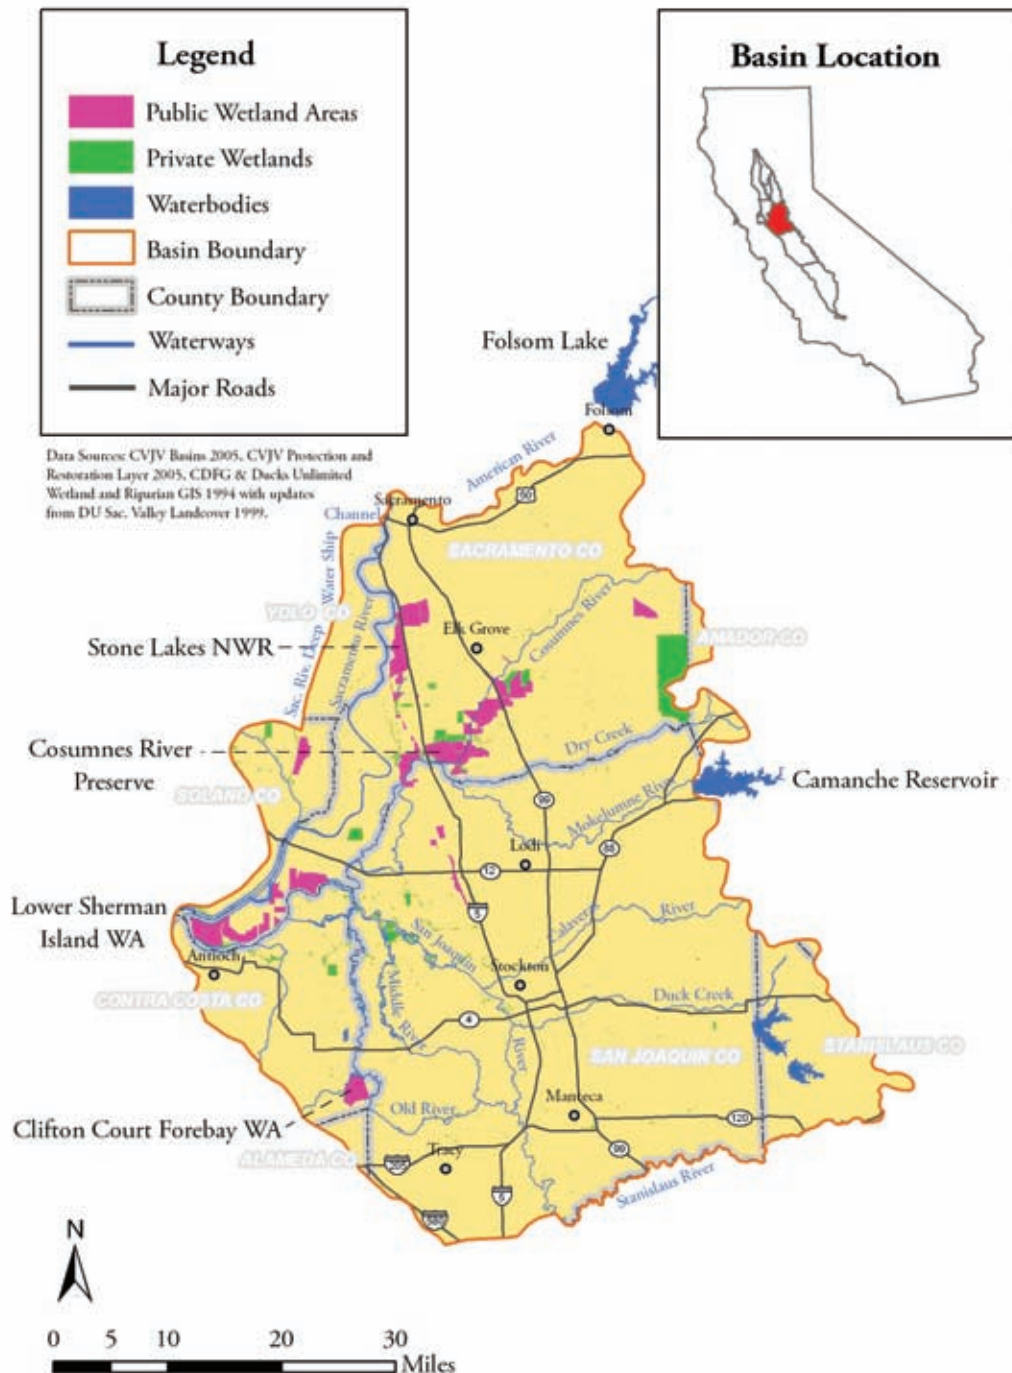 Legend
Public Wetland Areas
Private Wetlands
Waterbodies
Basin Boundary
County Boundary
Waterways
Major Roads
Data Sources: CVJV Basins 2005, CVJV Protection and
Restoration Layer 2005, CDFG & Ducks Unlimited
Wetland and Riparian GIS 1994 with updates
from DU Sac. Valley Landcover 1999.
Basin Location
Folsom Lake
Folsom
American River
50
Sacramento
Channel
SACRAMENTO CO
Sac. Riv. Deep Water Ship
YOLO CO
Sacramento River
Cosumnes River
Elk Grove
AMADOR CO
Stone Lakes NWR
Cosumnes River
Preserve
Dry Creek
Camanche Reservoir
SOLANO CO
99
Mokelumne River
88
Lodi
12
Lower Sherman
Island WA
5
Calaveras
River
San Joaquin
Antioch
Stockton
CONTRA COSTA CO
Middle River
Duck Creek
4
River
SAN JOAQUIN CO
STANISLAUS CO
Manteca
Old River
120
Clifton Court Forebay WA
ALAMEDA CO
205
Tracy
99
5
Stanislaus River
580
N
0 5 10 20 30
Miles